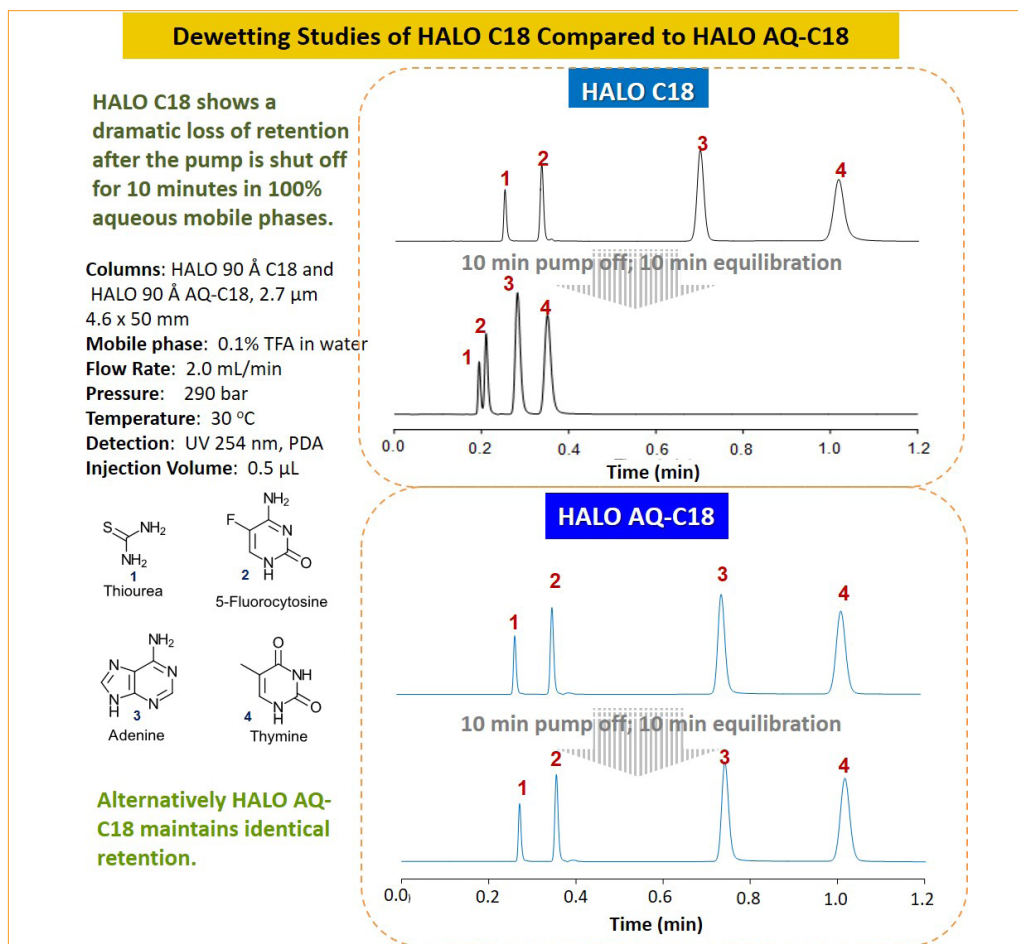 Dewetting Studies of HALO C18 Compared to HALO AQ-C18
HALO C18 shows a
dramatic loss of retention
after the pump is shut off
for 10 minutes in 100%
aqueous mobile phases.
Columns: HALO 90 Å C18 and
HALO 90 Å AQ-C18, 2.7 µm
4.6 x 50 mm
Mobile phase: 0.1% TFA in water
Flow Rate: 2.0 mL/min
Pressure: 290 bar
Temperature: 30 °C
Detection: UV 254 nm, PDA
Injection Volume: 0.5 µL
S
NH2
NH2
1
Thiourea
NH2
F
N
N
H
O
2
5-Fluorocytosine
NH2
N
N
N
H
N
3
Adenine
O
NH
N
H
O
4
Thymine
Alternatively HALO AQ-
C18 maintains identical
retention.
HALO C18
1 2 3 4
10 min pump off; 10 min equilibration
1 2 3 4
0.0 0.2 0.4 0.6 0.8 1.0 1.2
Time (min)
HALO AQ-C18
1 2 3 4
10 min pump off; 10 min equilibration
1 2 3 4
0.0 0.2 0.4 0.6 0.8 1.0 1.2
Time (min)